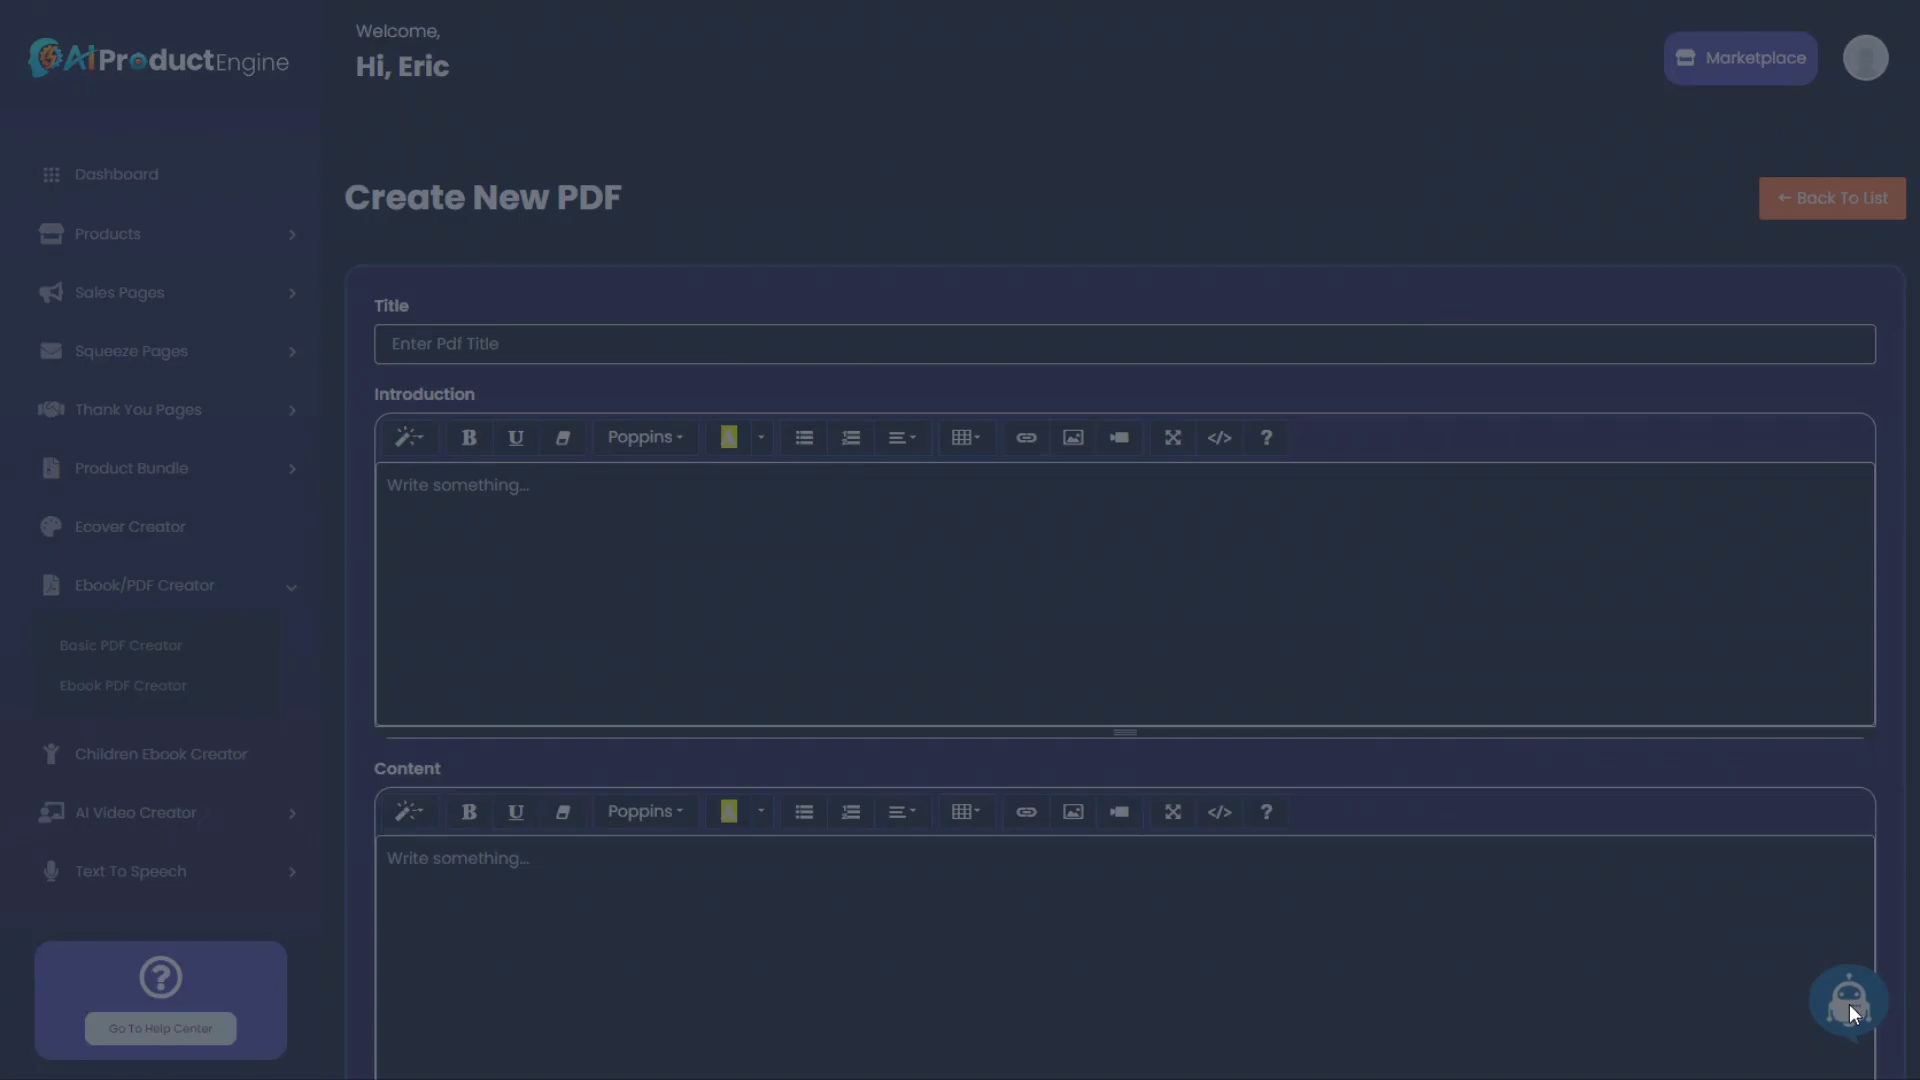 AiProductEngine
Welcome,
Hi, Eric
Marketplace
Dashboard
Products
Sales Pages
Squeeze Pages
Thank You Pages
Product Bundle
Ecover Creator
Ebook/PDF Creator
Basic PDF Creator
Ebook PDF Creator
Children Ebook Creator
AI Video Creator
Text To Speech
?
Go To Help Center
Create New PDF
← Back To List
Title
Enter Pdf Title
Introduction
B U Poppins A </> ?
Write something...
Content
B U Poppins A </> ?
Write something...